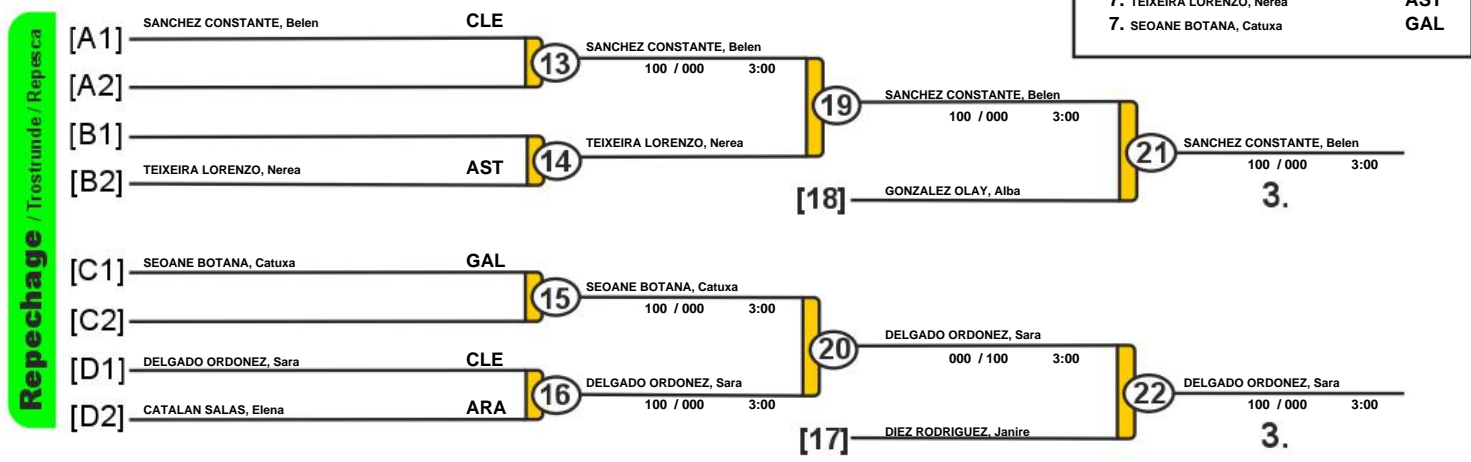 7. TEIXEIRA LORENZO, Nerea AST
7. SEOANE BOTANA, Catuxa GAL
Repechage / Trostrunde / Repesca
[A1] SANCHEZ CONSTANTE, Belen CLE
[A2]
13 SANCHEZ CONSTANTE, Belen
100 / 000 3:00
[B1]
[B2] TEIXEIRA LORENZO, Nerea AST
14 TEIXEIRA LORENZO, Nerea
19 SANCHEZ CONSTANTE, Belen
100 / 000 3:00
[18] GONZALEZ OLAY, Alba
21 SANCHEZ CONSTANTE, Belen
100 / 000 3:00
3.
[C1] SEOANE BOTANA, Catuxa GAL
[C2]
15 SEOANE BOTANA, Catuxa
100 / 000 3:00
[D1] DELGADO ORDONEZ, Sara CLE
[D2] CATALAN SALAS, Elena ARA
16 DELGADO ORDONEZ, Sara
100 / 000 3:00
20 DELGADO ORDONEZ, Sara
000 / 100 3:00
[17] DIEZ RODRIGUEZ, Janire
22 DELGADO ORDONEZ, Sara
100 / 000 3:00
3.